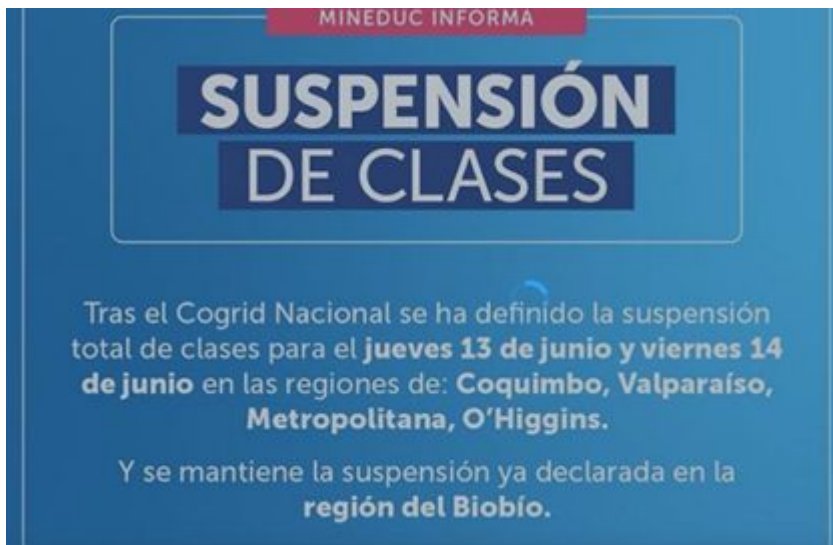 MINEDUC INFORMA
SUSPENSIÓN
DE CLASES
Tras el Cogrid Nacional se ha definido la suspensión
total de clases para el jueves 13 de junio y viernes 14
de junio en las regiones de: Coquimbo, Valparaíso,
Metropolitana, O’Higgins.
Y se mantiene la suspensión ya declarada en la
región del Biobío.